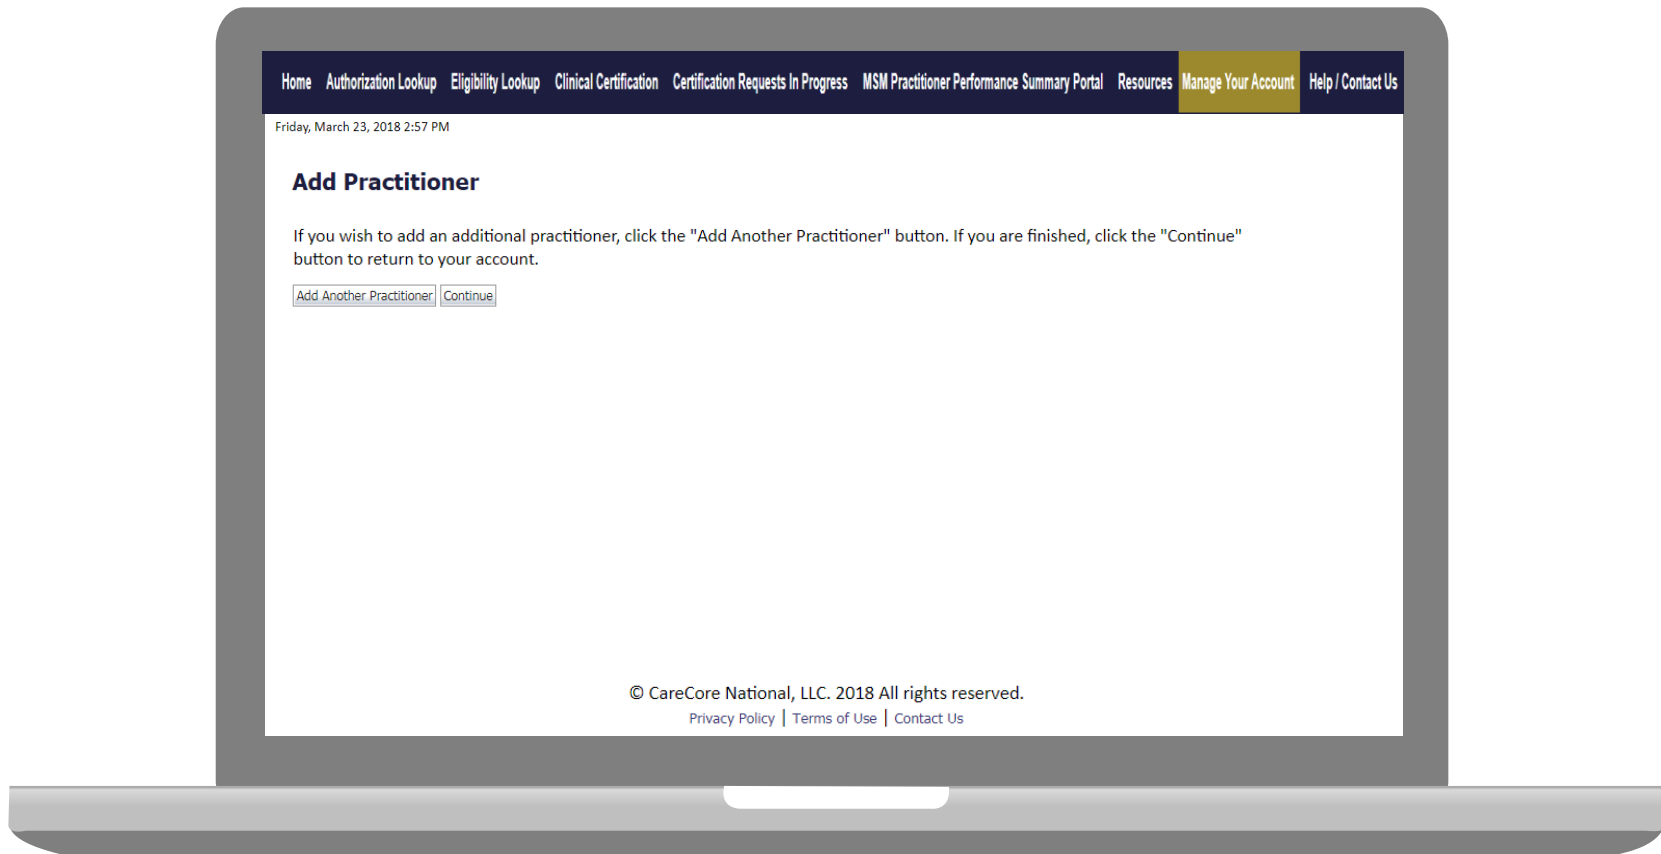 Home Authorization Lookup Eligibility Lookup Clinical Certification Certification Requests In Progress MSM Practitioner Performance Summary Portal Resources Manage Your Account Help / Contact Us
Friday, March 23, 2018 2:57 PM
Add Practitioner
If you wish to add an additional practitioner, click the "Add Another Practitioner" button. If you are finished, click the "Continue"
button to return to your account.
Add Another Practitioner Continue
© CareCore National, LLC. 2018 All rights reserved.
Privacy Policy | Terms of Use | Contact Us